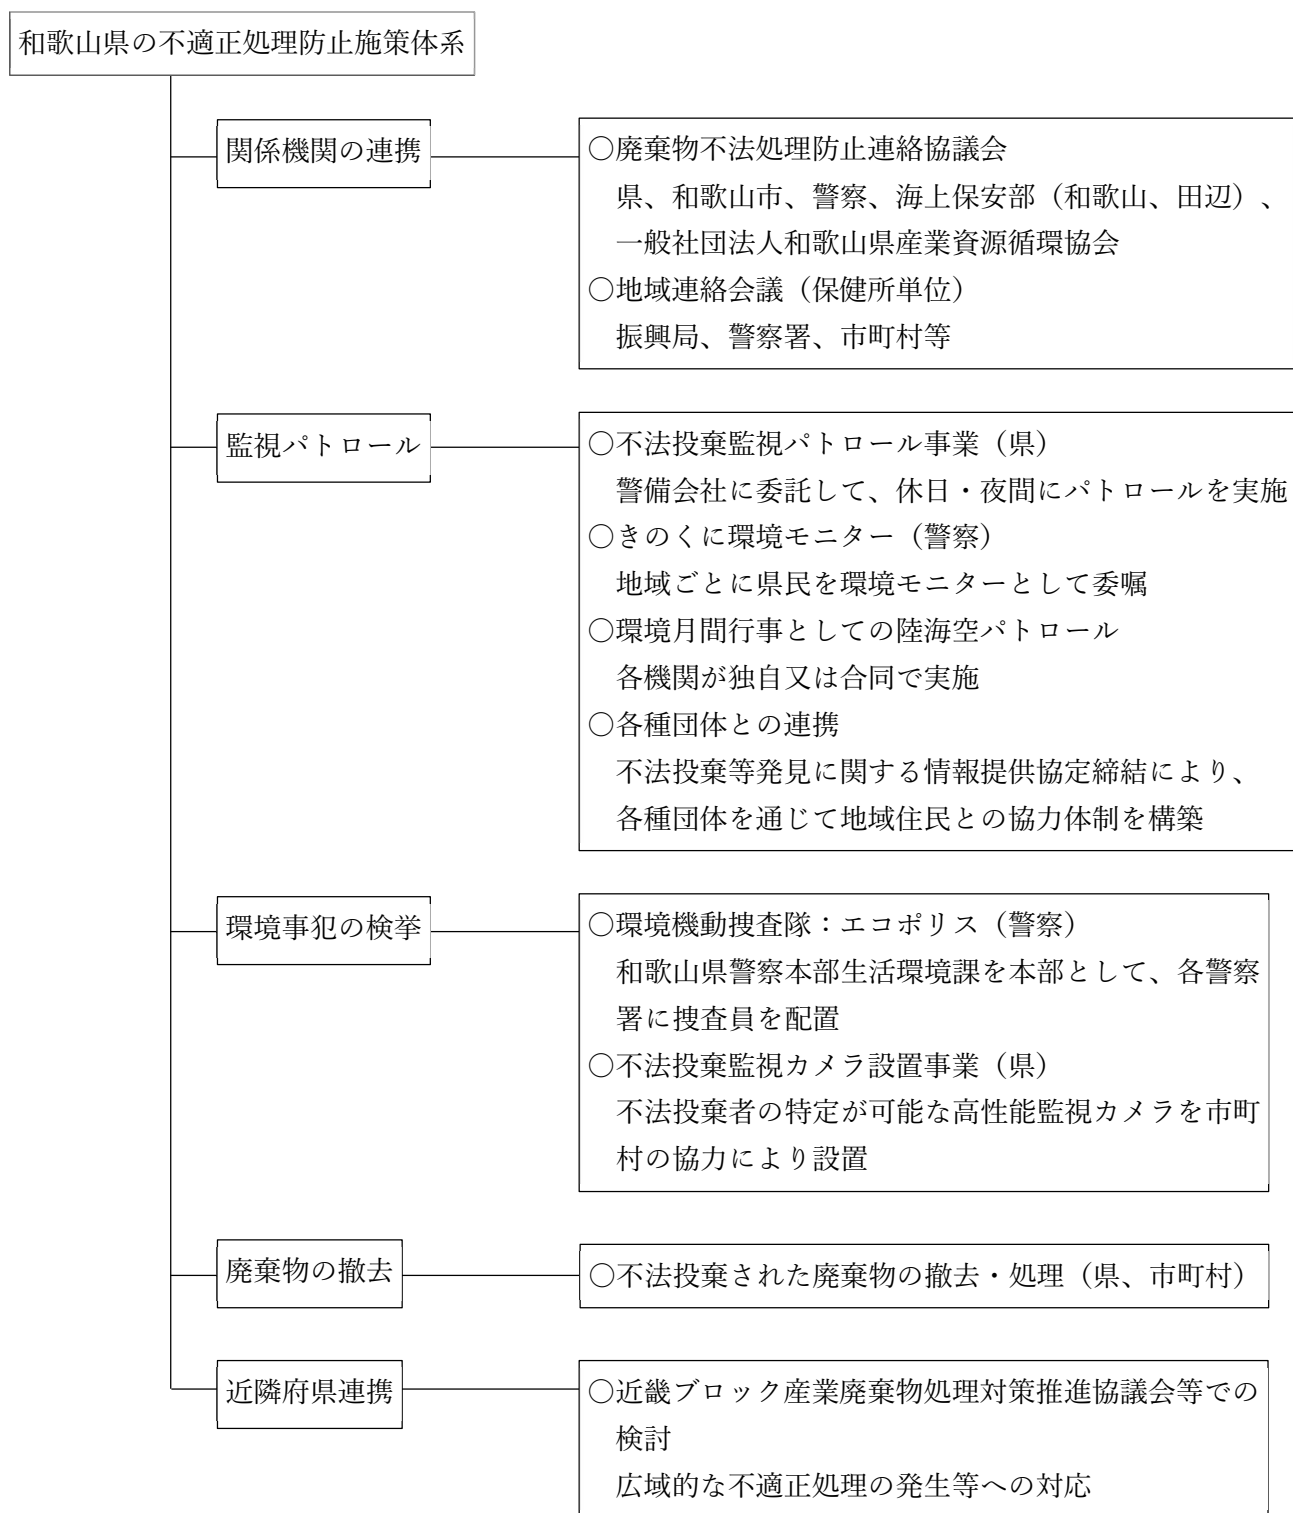 和歌山県の不適正処理防止施策体系
関係機関の連携
○廃棄物不法処理防止連絡協議会
県、和歌山市、警察、海上保安部（和歌山、田辺）、
一般社団法人和歌山県産業資源循環協会
○地域連絡会議（保健所単位）
振興局、警察署、市町村等
監視パトロール
○不法投棄監視パトロール事業（県）
警備会社に委託して、休日・夜間にパトロールを実施
○きのくに環境モニター（警察）
地域ごとに県民を環境モニターとして委嘱
○環境月間行事としての陸海空パトロール
各機関が独自又は合同で実施
○各種団体との連携
不法投棄等発見に関する情報提供協定締結により、
各種団体を通じて地域住民との協力体制を構築
環境事犯の検挙
○環境機動捜査隊：エコポリス（警察）
和歌山県警察本部生活環境課を本部として、各警察
署に捜査員を配置
○不法投棄監視カメラ設置事業（県）
不法投棄者の特定が可能な高性能監視カメラを市町
村の協力により設置
廃棄物の撤去
○不法投棄された廃棄物の撤去・処理（県、市町村）
近隣府県連携
○近畿ブロック産業廃棄物処理対策推進協議会等での
検討
広域的な不適正処理の発生等への対応